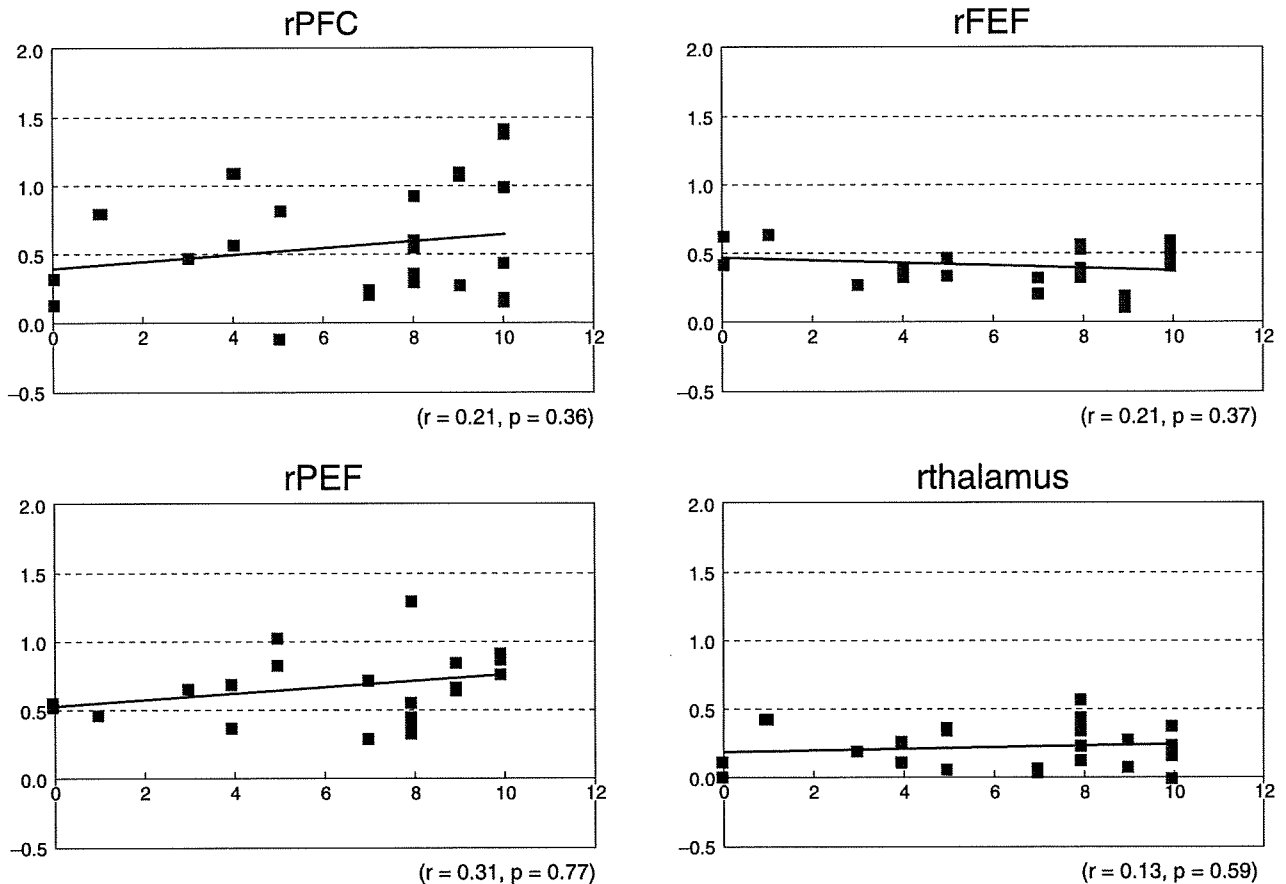 rPFC
2.0
1.5
1.0
0.5
0.0
0 2 4 6 8 10 12
−0.5
(r = 0.21, p = 0.36)
rFEF
2.0
1.5
1.0
0.5
0.0
0 2 4 6 8 10 12
−0.5
(r = 0.21, p = 0.37)
rPEF
2.0
1.5
1.0
0.5
0.0
0 2 4 6 8 10 12
−0.5
(r = 0.31, p = 0.77)
rthalamus
2.0
1.5
1.0
0.5
0.0
0 2 4 6 8 10 12
−0.5
(r = 0.13, p = 0.59)